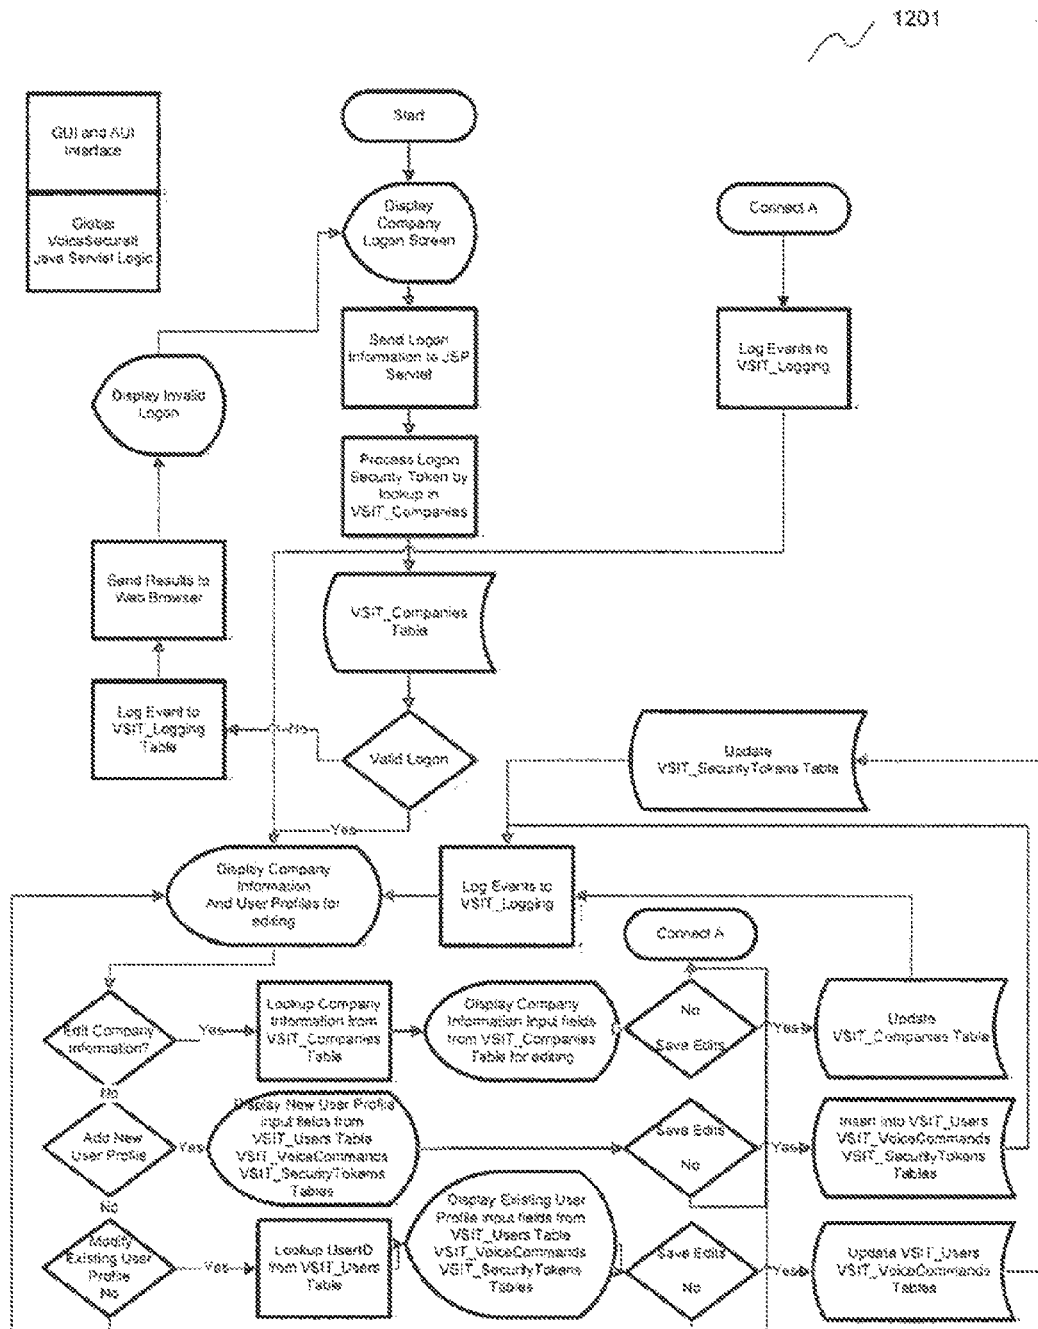 1201
GUI and AUI
Interface
Global
VoiceSecureIt
Java Servlet Logic
Start
Display
Company
Logon Screen
Connect A
Send Logon
Information to JSP
Servlet
Log Events to
VSIT_Logging
Display Invalid
Logon
Process Logon
Security Token by
lookup in
VSIT_Companies
Send Results to
Web Browser
VSIT_Companies
Table
Log Event to
VSIT_Logging
Table
No
Valid Logon
Update
VSIT_SecurityTokens Table
Yes
Display Company
Information
And User Profiles for
editing
Log Events to
VSIT_Logging
Connect A
Edit Company
Information?
Yes
Lookup Company
Information from
VSIT_Companies
Table
Display Company
Information Input fields
from VSIT_Companies
Table for editing
No
Save Edits
Yes
Update
VSIT_Companies Table
No
Add New
User Profile
Yes
Display New User Profile
input fields from
VSIT_Users Table
VSIT_VoiceCommands
VSIT_SecurityTokens
Tables
Save Edits
No
Yes
Insert into VSIT_Users
VSIT_VoiceCommands
VSIT_SecurityTokens
Tables
No
Modify
Existing User
Profile
No
Yes
Lookup UserID
from VSIT_Users
Table
Display Existing User
Profile input fields from
VSIT_Users Table
VSIT_VoiceCommands
VSIT_SecurityTokens
Tables
Save Edits
No
Yes
Update VSIT_Users
VSIT_VoiceCommands
Tables